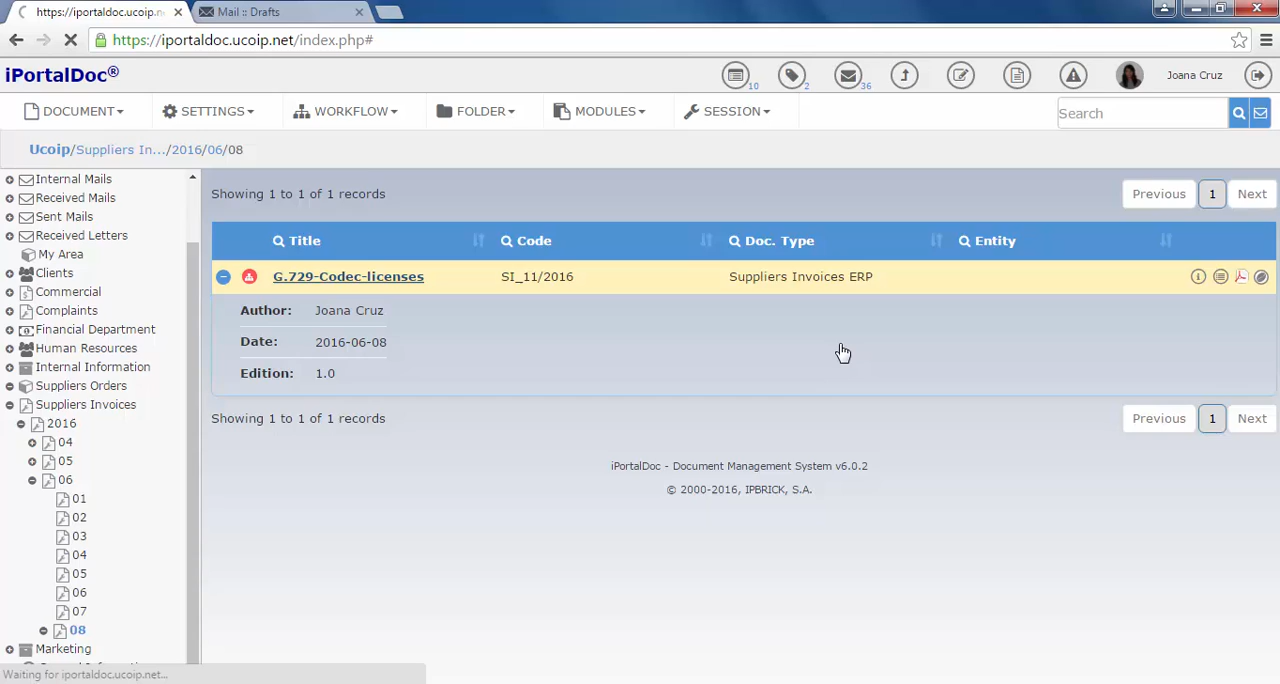 https://iportaldoc.ucoip.n
Mail :: Drafts
https://iportaldoc.ucoip.net/index.php#
iPortalDoc®
10
2
36
Joana Cruz
DOCUMENT
SETTINGS
WORKFLOW
FOLDER
MODULES
SESSION
Search
Ucoip/Suppliers In.../2016/06/08
Internal Mails
Received Mails
Sent Mails
Received Letters
My Area
Clients
Commercial
Complaints
Financial Department
Human Resources
Internal Information
Suppliers Orders
Suppliers Invoices
2016
04
05
06
01
02
03
04
05
06
07
08
Marketing
Showing 1 to 1 of 1 records
Previous 1 Next
Title Code Doc. Type Entity
G.729-Codec-licenses SI_11/2016 Suppliers Invoices ERP
Author: Joana Cruz
Date: 2016-06-08
Edition: 1.0
Showing 1 to 1 of 1 records
Previous 1 Next
iPortalDoc - Document Management System v6.0.2
© 2000-2016, IPBRICK, S.A.
Waiting for iportaldoc.ucoip.net...